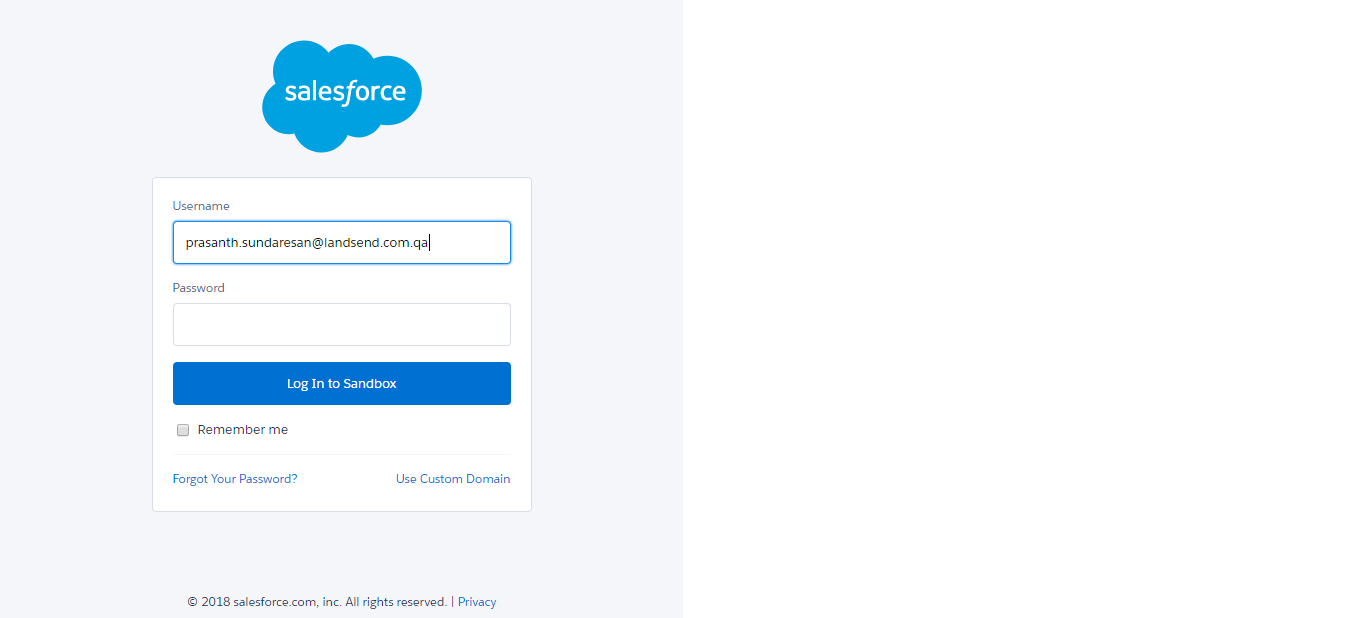 salesforce
Username
prasanth.sundaresan@landsend.com.qa
Password
Log In to Sandbox
Remember me
Forgot Your Password? Use Custom Domain
© 2018 salesforce.com, inc. All rights reserved. | Privacy